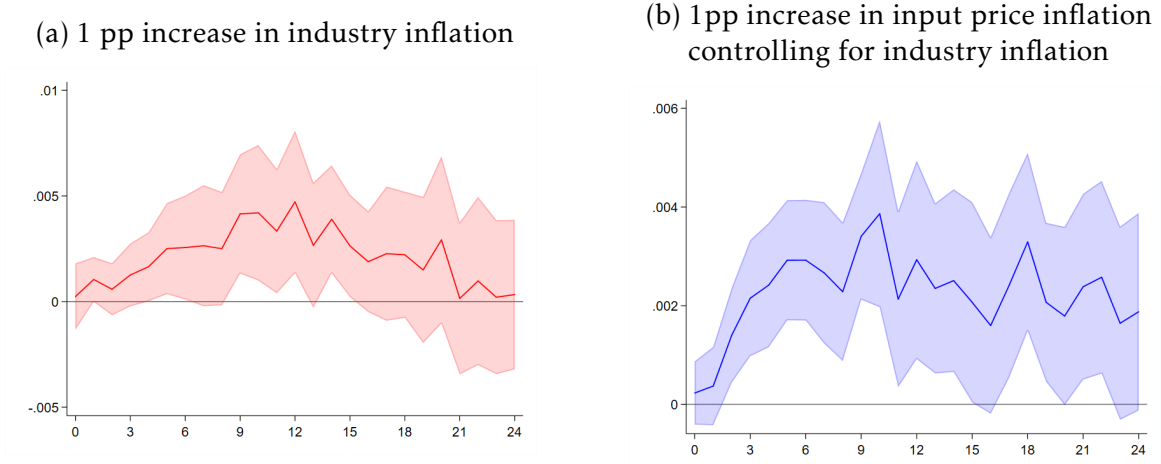 (a) 1 pp increase in industry inflation
.01
.005
0
-.005
0 3 6 9 12 15 18 21 24
(b) 1pp increase in input price inflation
controlling for industry inflation
.006
.004
.002
0
0 3 6 9 12 15 18 21 24